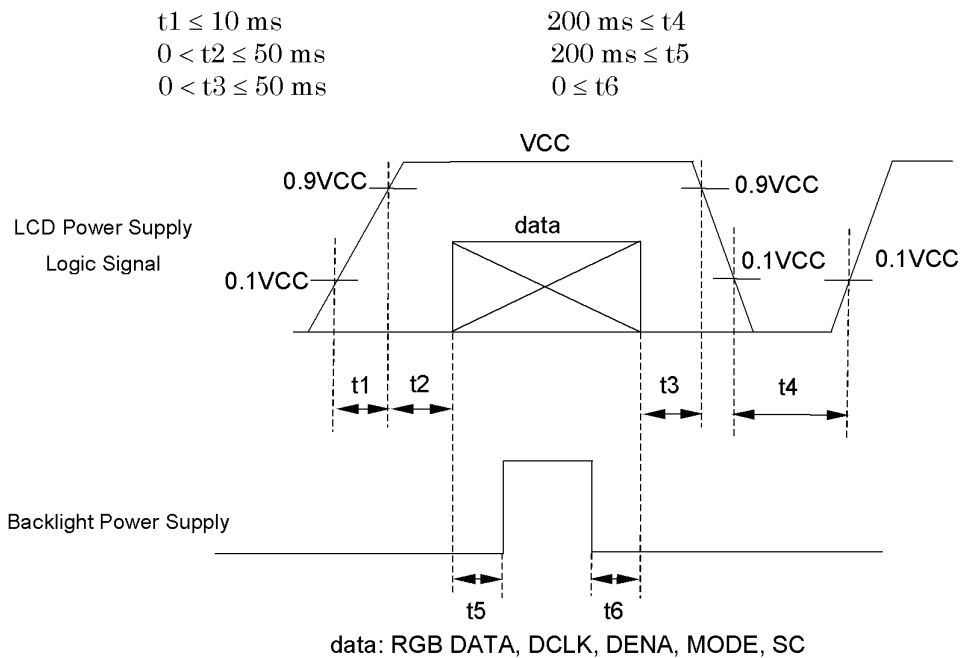 t1 ≤ 10 ms
200 ms ≤ t4
0 < t2 ≤ 50 ms
200 ms ≤ t5
0 < t3 ≤ 50 ms
0 ≤ t6
VCC
0.9VCC
0.9VCC
LCD Power Supply
Logic Signal
data
0.1VCC
0.1VCC
0.1VCC
t1
t2
t3
t4
Backlight Power Supply
t5
t6
data: RGB DATA, DCLK, DENA, MODE, SC